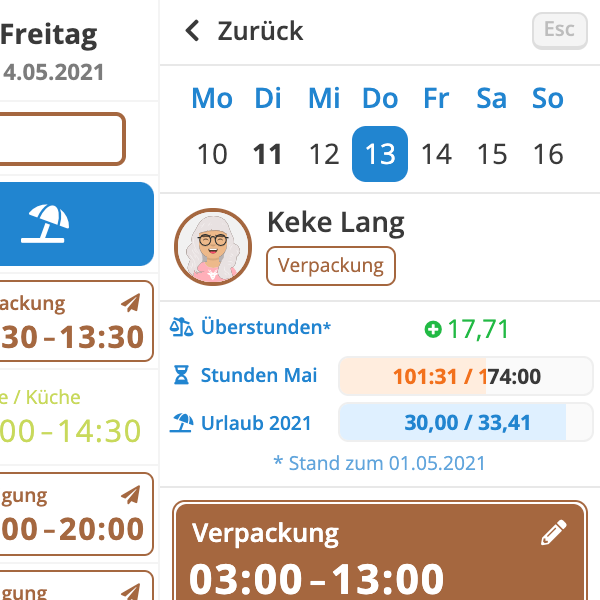 Freitag
4.05.2021
ackung
30–13:30
e / Küche
00–14:30
gung
00–20:00
gung
Zurück
Esc
Mo Di Mi Do Fr Sa So
10 11 12 13 14 15 16
Keke Lang
Verpackung
Überstunden* 17,71
Stunden Mai 101:31 / 174:00
Urlaub 2021 30,00 / 33,41
* Stand zum 01.05.2021
Verpackung
03:00–13:00